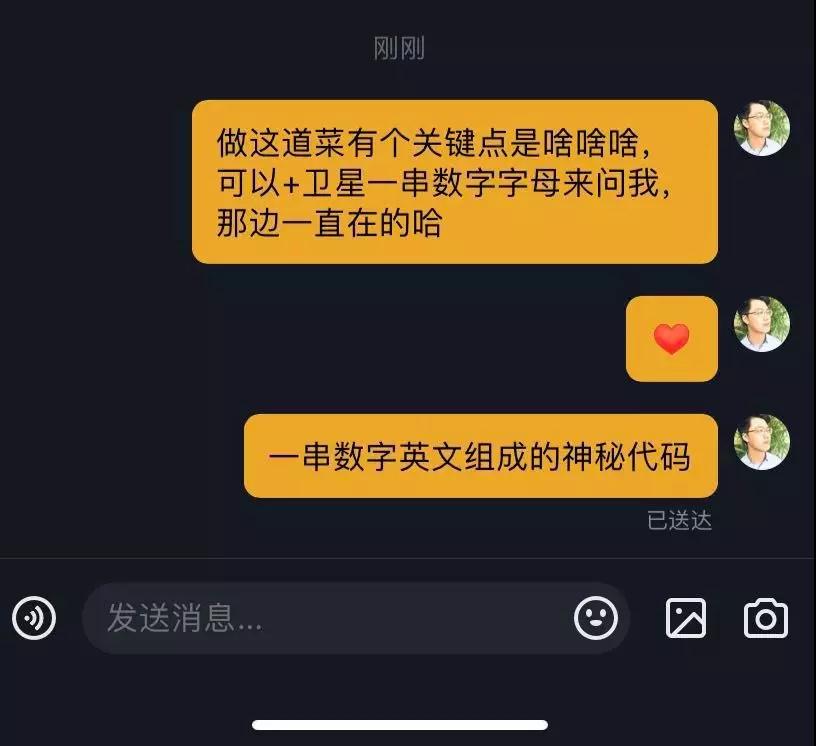 刚刚
做这道菜有个关键点是啥啥啥，
可以+卫星一串数字字母来问我，
那边一直在的哈
一串数字英文组成的神秘代码
已送达
发送消息...